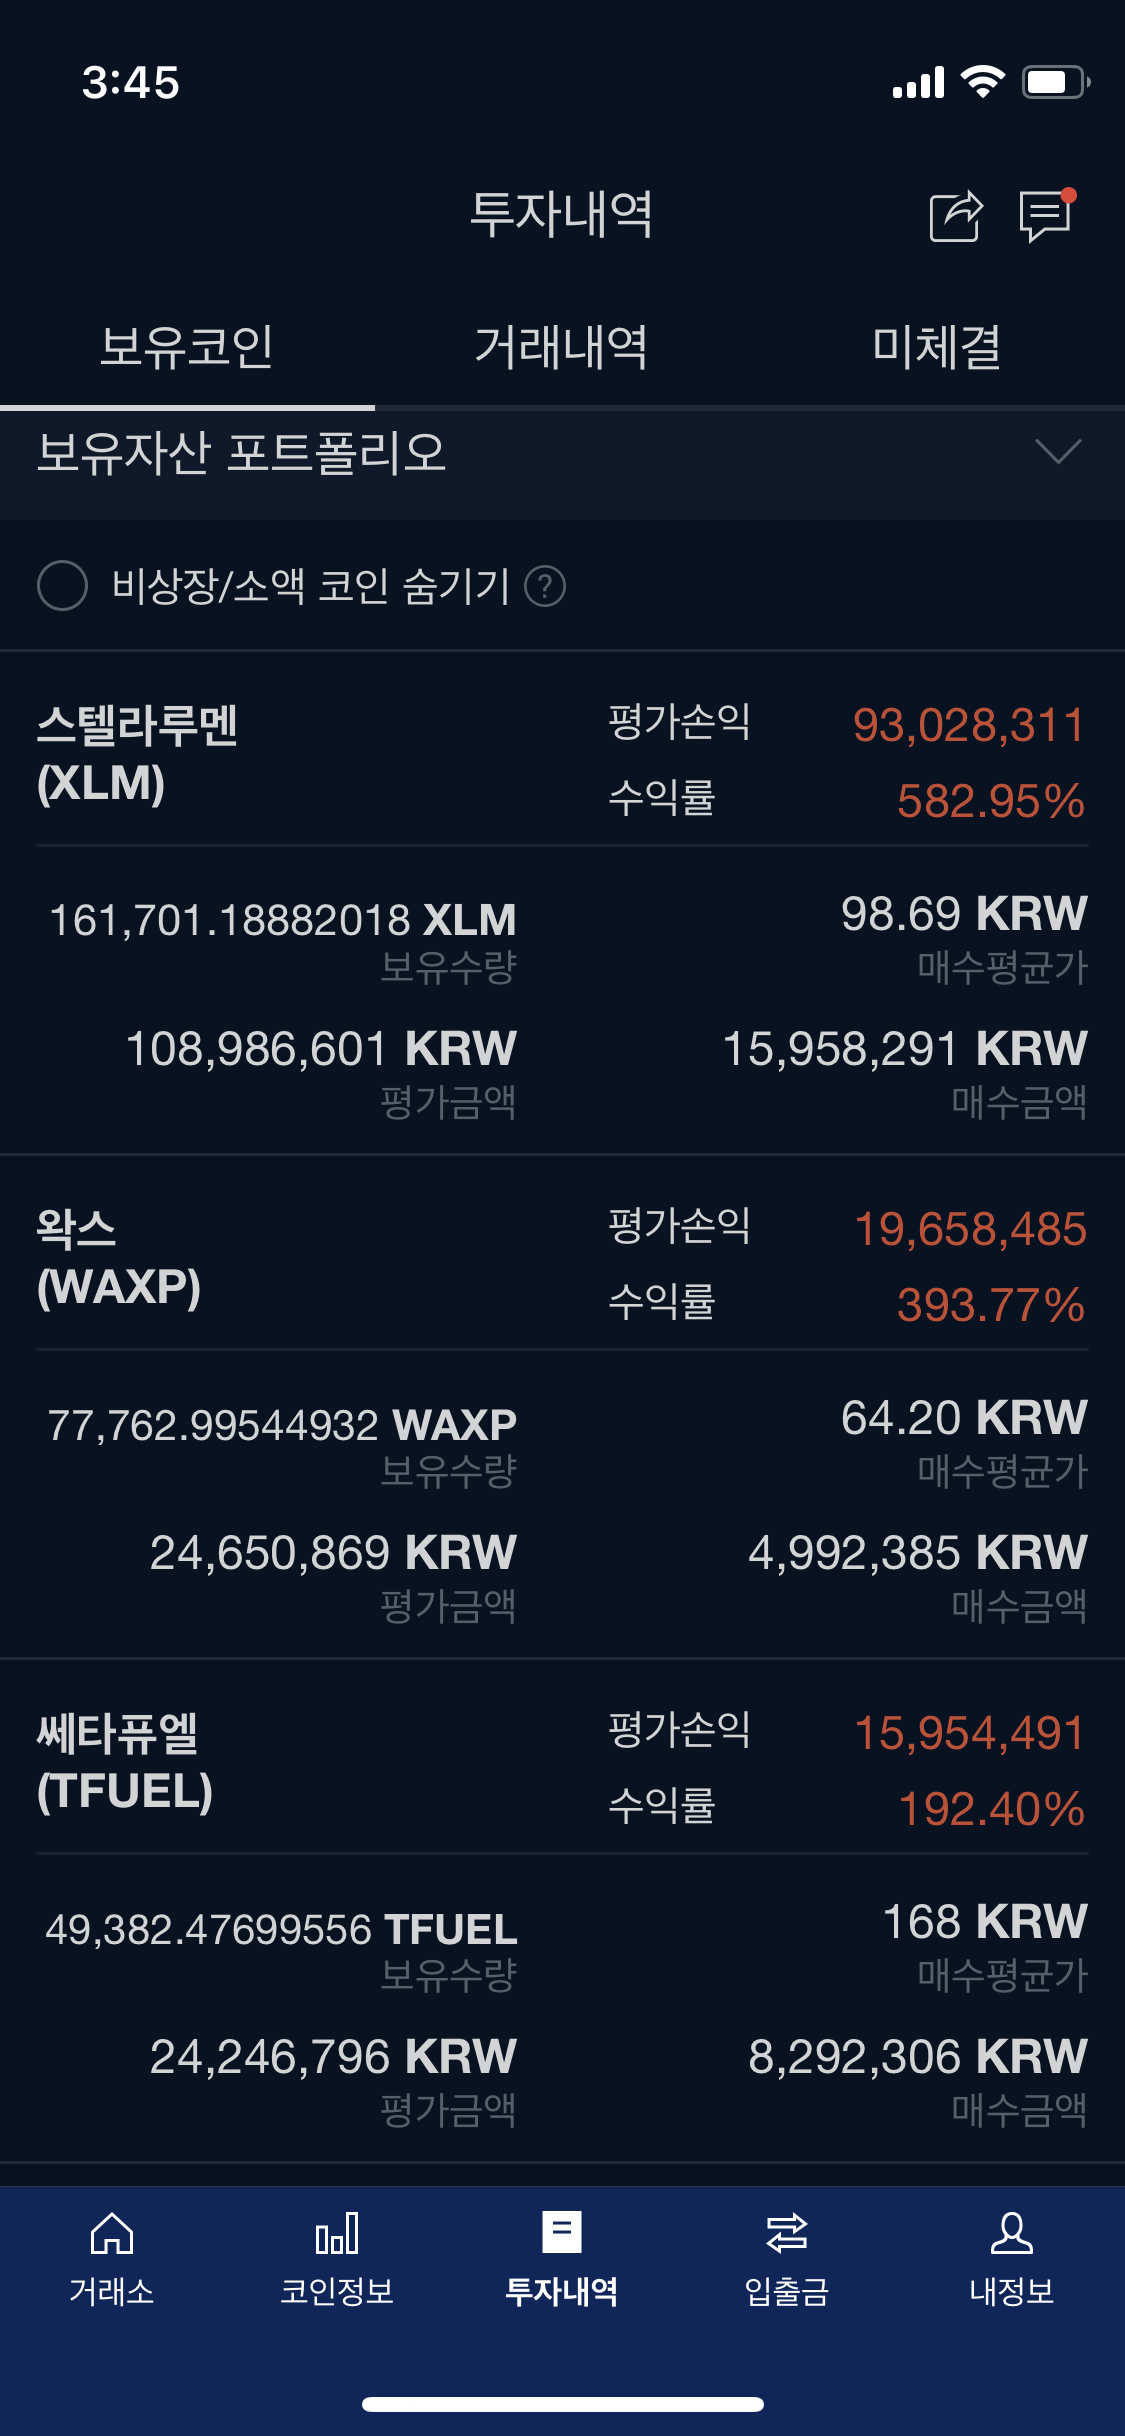 3:45
투자내역
보유코인 거래내역 미체결
보유자산 포트폴리오
비상장/소액 코인 숨기기 ?
스텔라루멘 평가손익 93,028,311
(XLM) 수익률 582.95%
161,701.18882018 XLM 98.69 KRW
보유수량 매수평균가
108,986,601 KRW 15,958,291 KRW
평가금액 매수금액
왁스 평가손익 19,658,485
(WAXP) 수익률 393.77%
77,762.99544932 WAXP 64.20 KRW
보유수량 매수평균가
24,650,869 KRW 4,992,385 KRW
평가금액 매수금액
쎄타퓨엘 평가손익 15,954,491
(TFUEL) 수익률 192.40%
49,382.47699556 TFUEL 168 KRW
보유수량 매수평균가
24,246,796 KRW 8,292,306 KRW
평가금액 매수금액
거래소 코인정보 투자내역 입출금 내정보